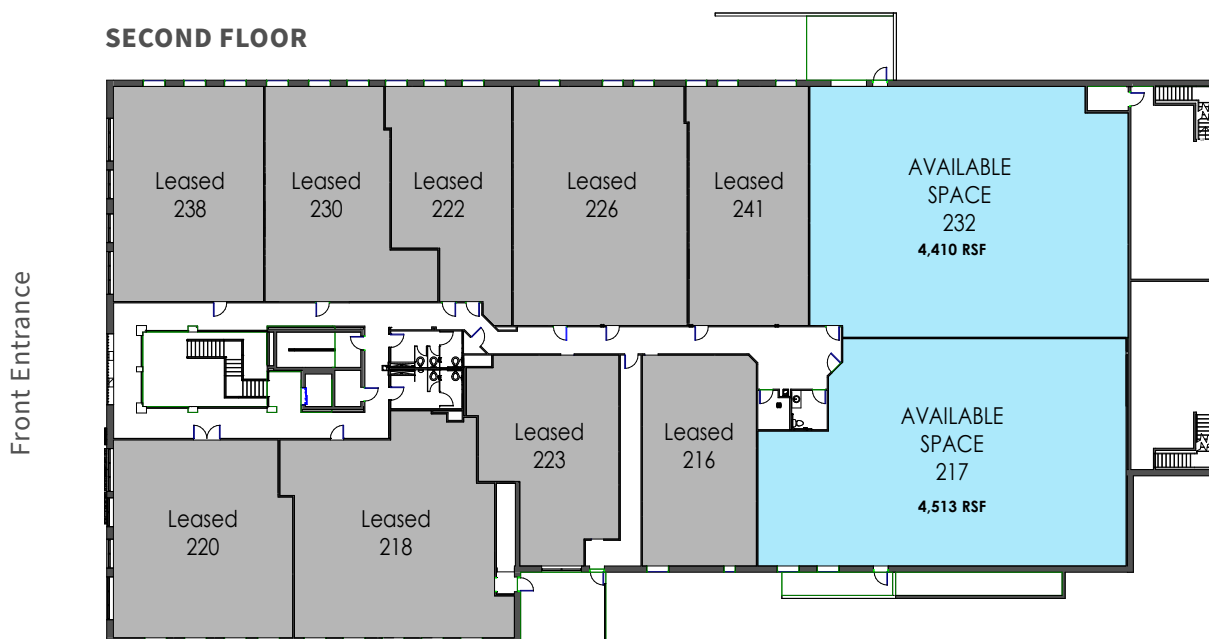 SECOND FLOOR
Front Entrance
Leased
238
Leased
230
Leased
222
Leased
226
Leased
241
AVAILABLE
SPACE
232
4,410 RSF
Leased
220
Leased
218
Leased
223
Leased
216
AVAILABLE
SPACE
217
4,513 RSF